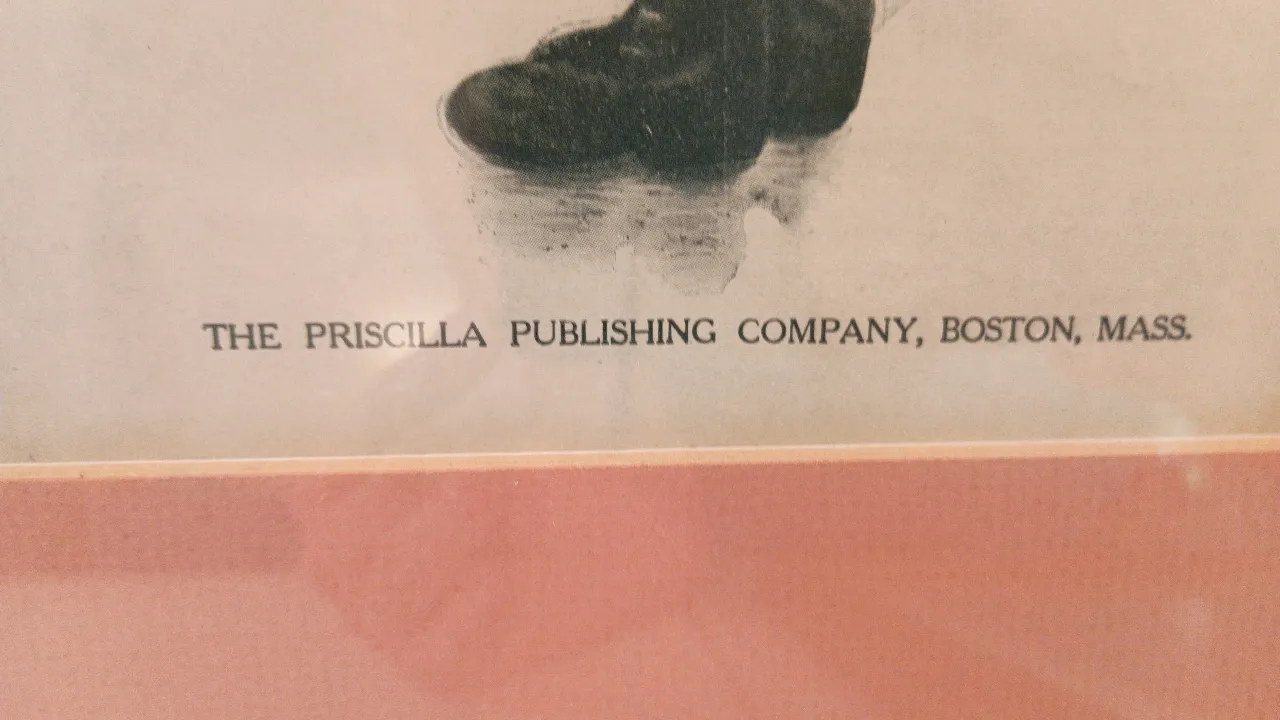 THE PRISCILLA PUBLISHING COMPANY, BOSTON, MASS.